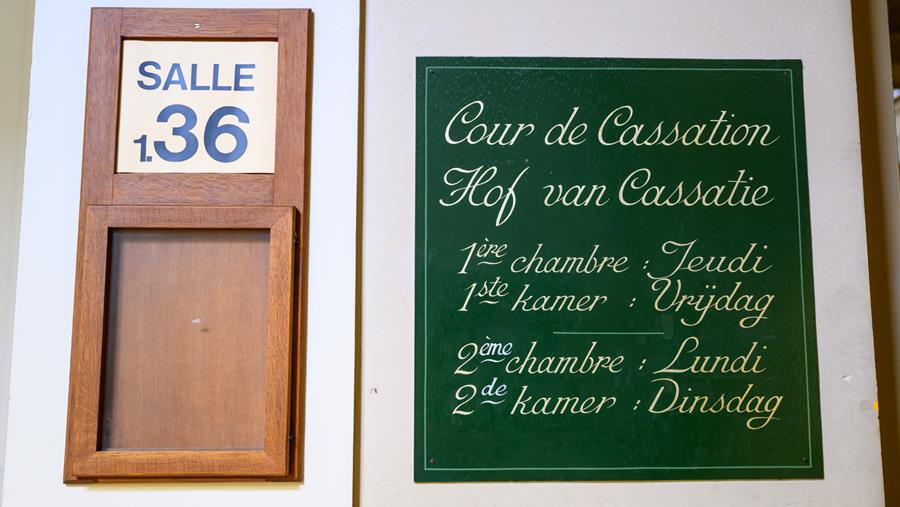 SALLE
1.36
Cour de Cassation
Hof van Cassatie
1ère chambre : Jeudi
1ste kamer : Vrijdag
2ème chambre : Lundi
2de kamer : Dinsdag